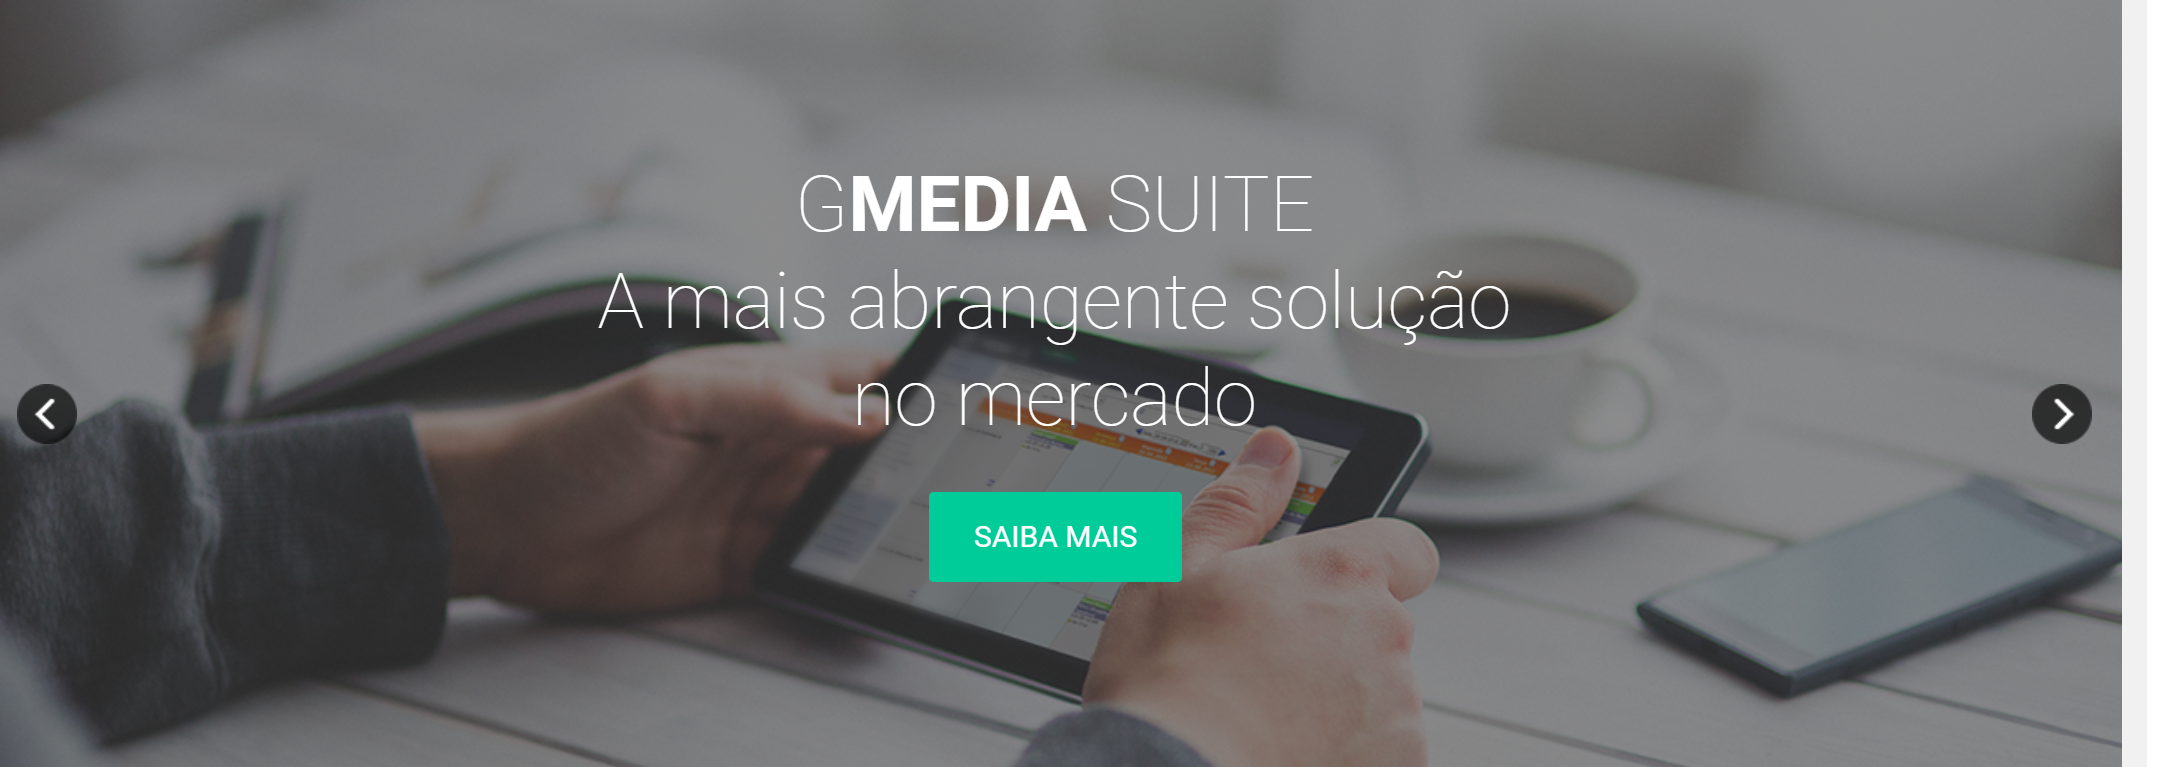 GMEDIA SUITE
A mais abrangente solução
no mercado
SAIBA MAIS